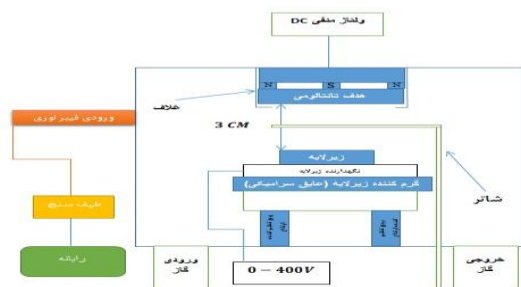 ولتاژ منفی DC
N S N
هدف تانتالومی
غلاف
ورودی فیبر نوری
3 CM
زیرلایه
نگهدارنده زیرلایه
گرم کننده زیرلایه (عایق سرامیکی)
شاتر
طیف سنج
رایانه
ورودی
گاز
0 – 400V
خروجی
گاز